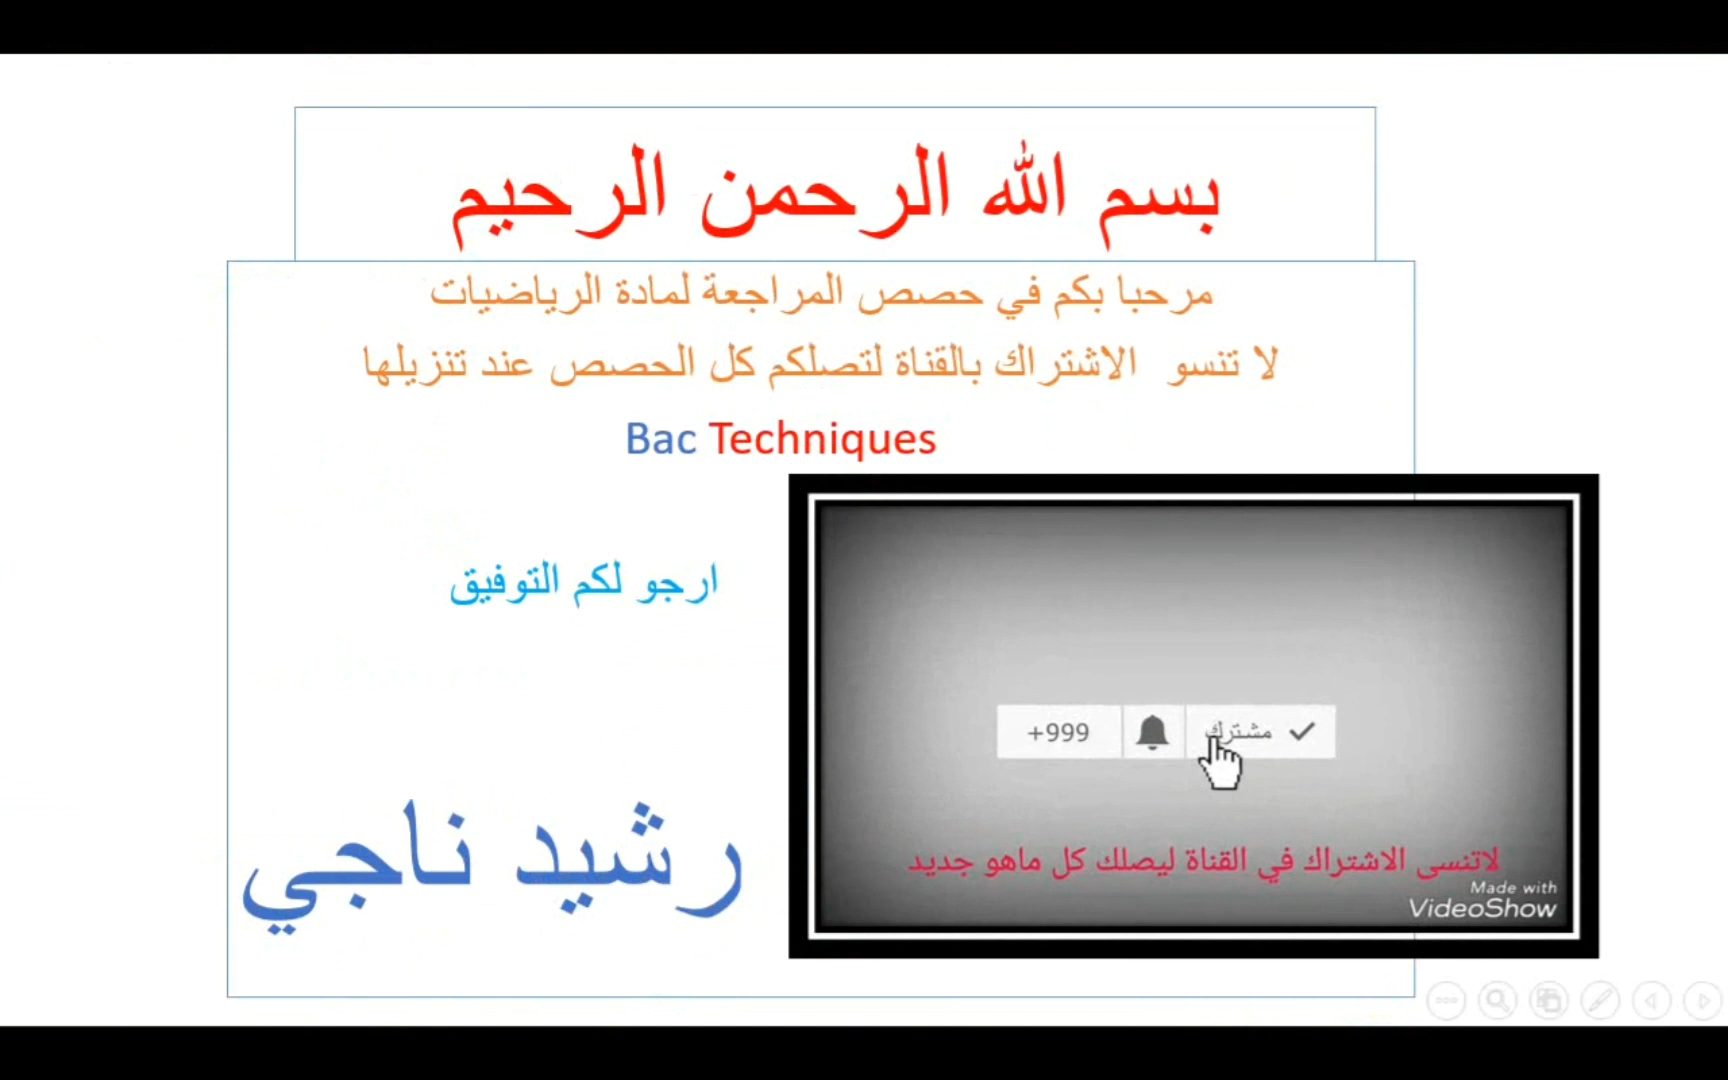 بسم الله الرحمن الرحيم
مرحبا بكم في حصص المراجعة لمادة الرياضيات
لا تنسو الاشتراك بالقناة لتصلكم كل الحصص عند تنزيلها
Bac Techniques
ارجو لكم التوفيق
+999 مشترك
رشيد ناجي
لاتنسى الاشتراك في القناة ليصلك كل ماهو جديد
Made with
VideoShow